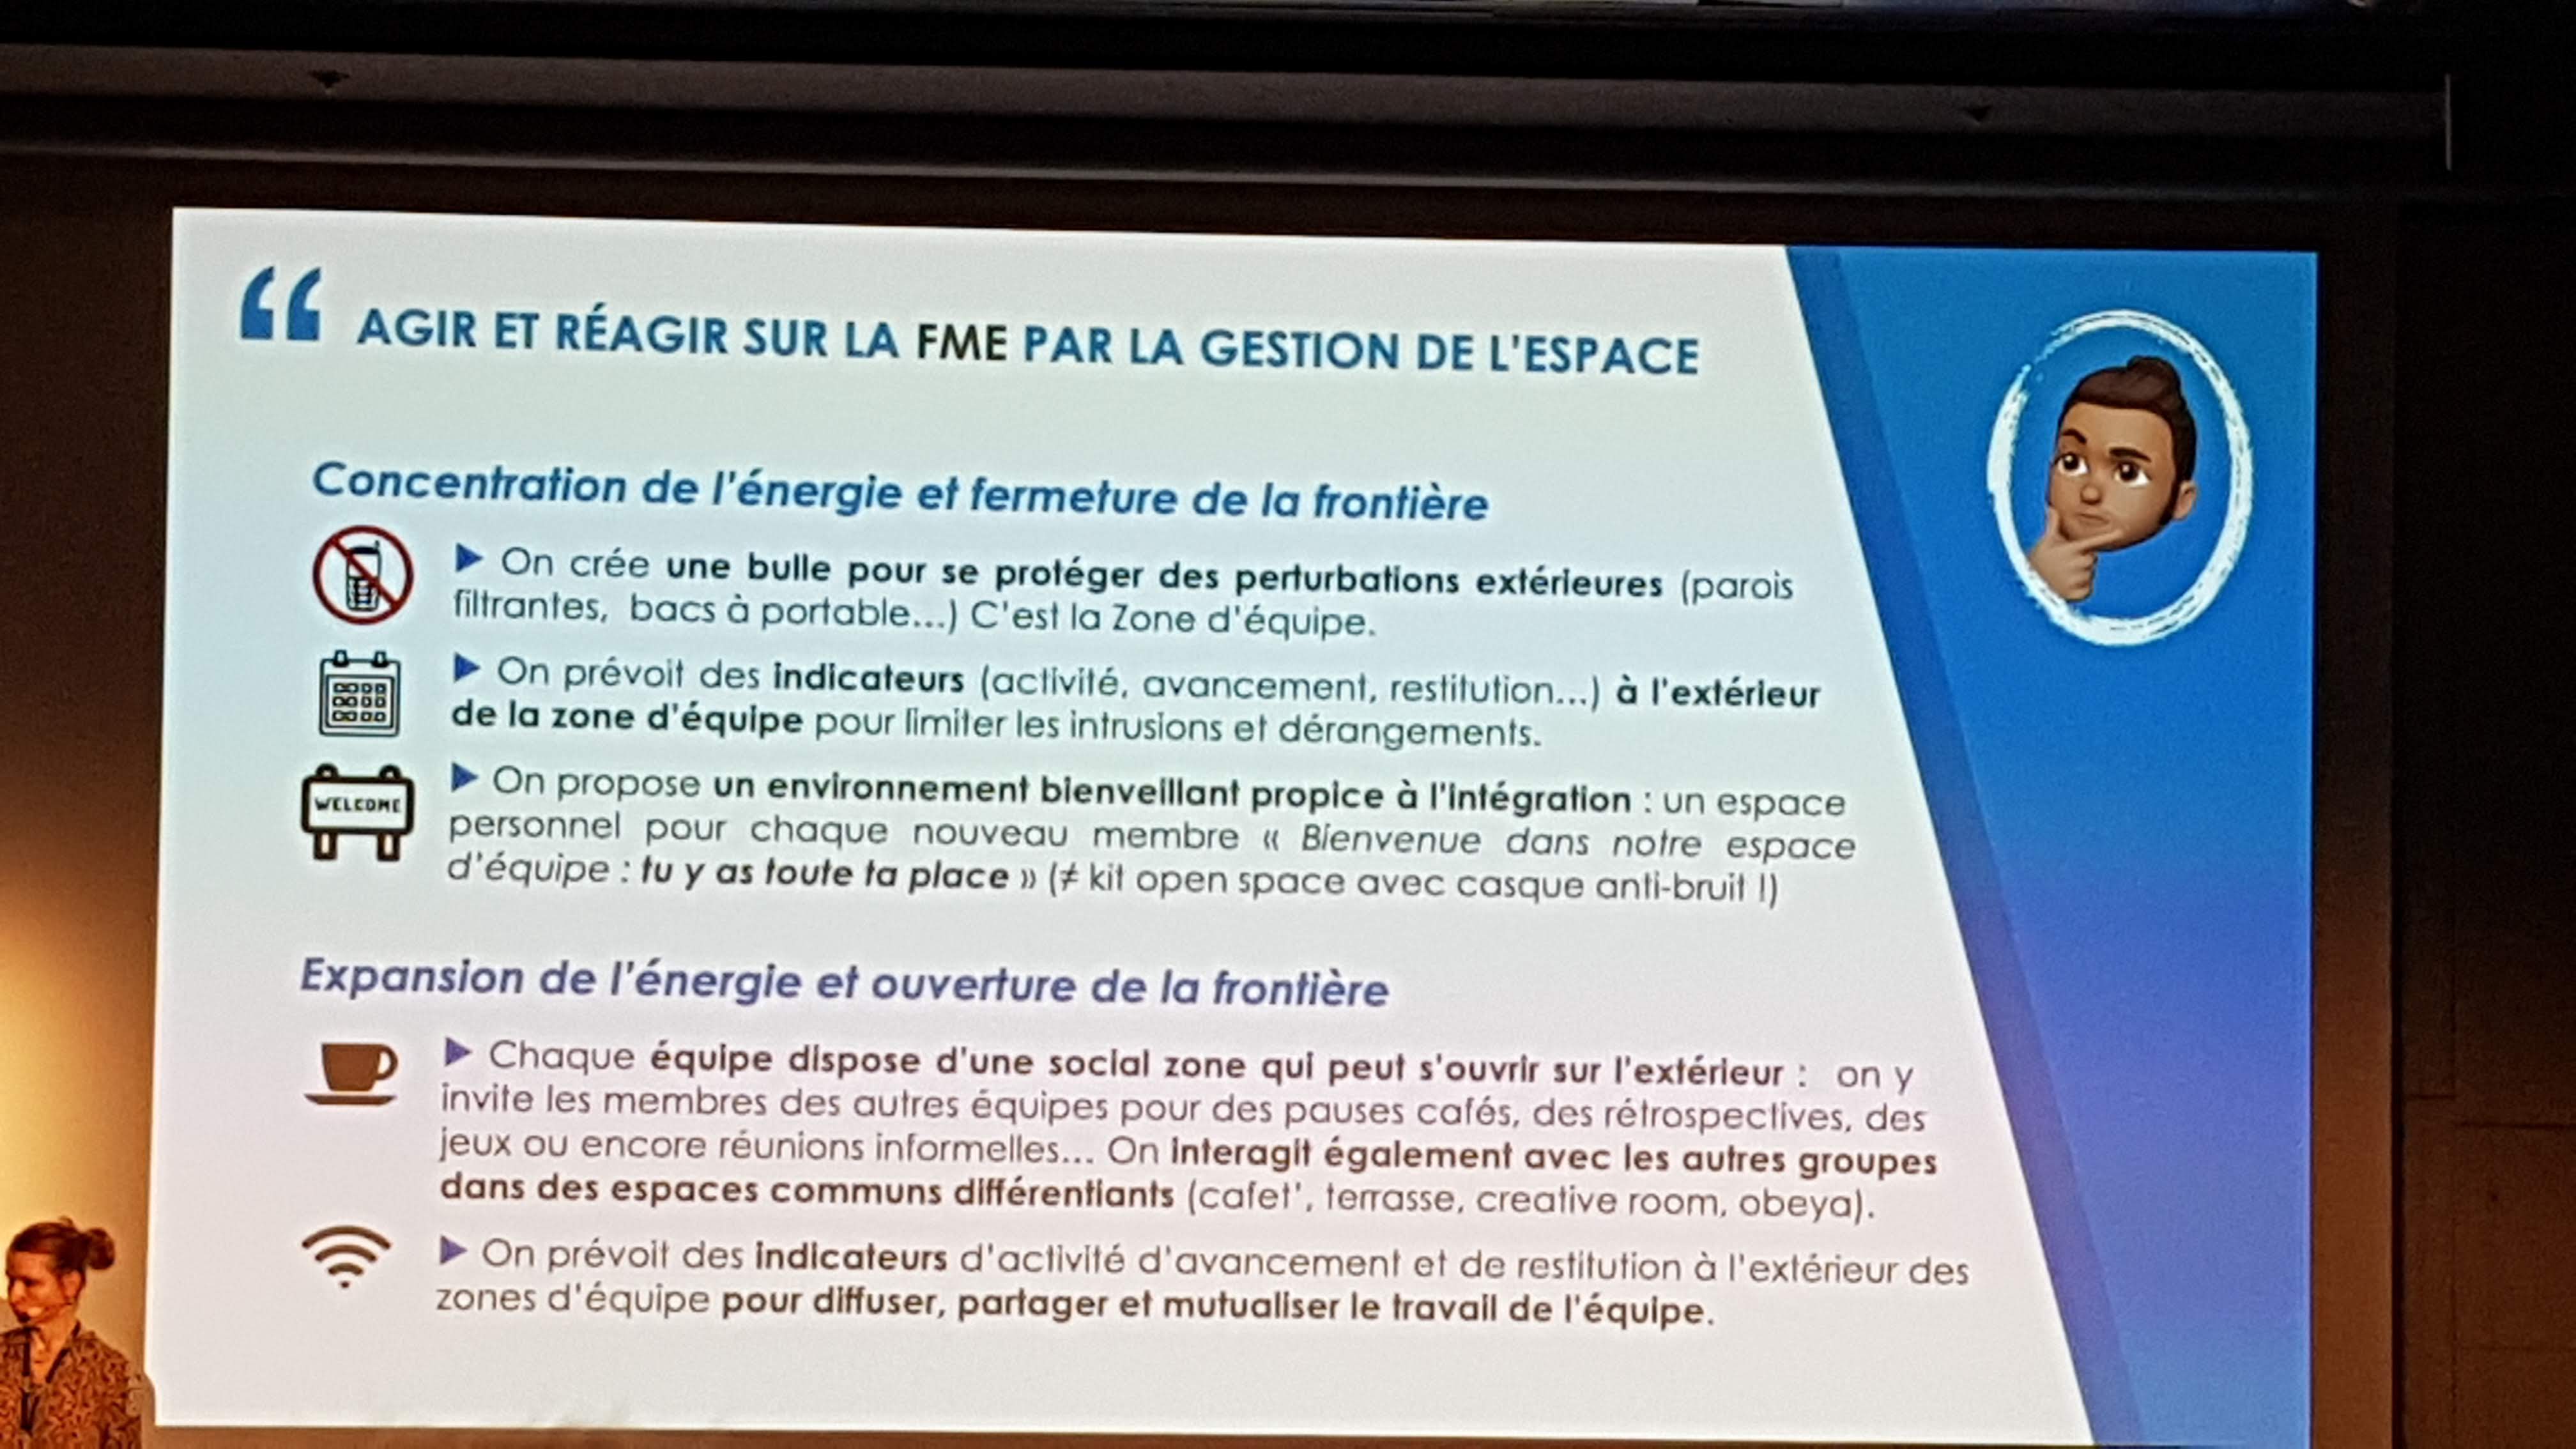 “ AGIR ET RÉAGIR SUR LA FME PAR LA GESTION DE L'ESPACE
Concentration de l'énergie et fermeture de la frontière
▶ On crée une bulle pour se protéger des perturbations extérieures (parois
filtrantes, bacs à portable...) C'est la Zone d'équipe.
▶ On prévoit des indicateurs (activité, avancement, restitution...) à l'extérieur
de la zone d'équipe pour limiter les intrusions et dérangements.
WELCOME
▶ On propose un environnement bienveillant propice à l'intégration : un espace
personnel pour chaque nouveau membre « Bienvenue dans notre espace
d'équipe : tu y as toute ta place » (≠ kit open space avec casque anti-bruit !)
Expansion de l'énergie et ouverture de la frontière
▶ Chaque équipe dispose d'une social zone qui peut s'ouvrir sur l'extérieur : on y
invite les membres des autres équipes pour des pauses cafés, des rétrospectives, des
jeux ou encore réunions informelles... On interagit également avec les autres groupes
dans des espaces communs différentiants (cafet', terrasse, creative room, obeya).
▶ On prévoit des indicateurs d'activité d'avancement et de restitution à l'extérieur des
zones d'équipe pour diffuser, partager et mutualiser le travail de l'équipe.